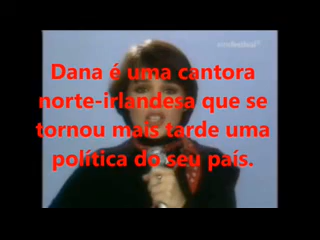 Dana é uma cantora
norte-irlandesa que se
tornou mais tarde uma
política do seu país.